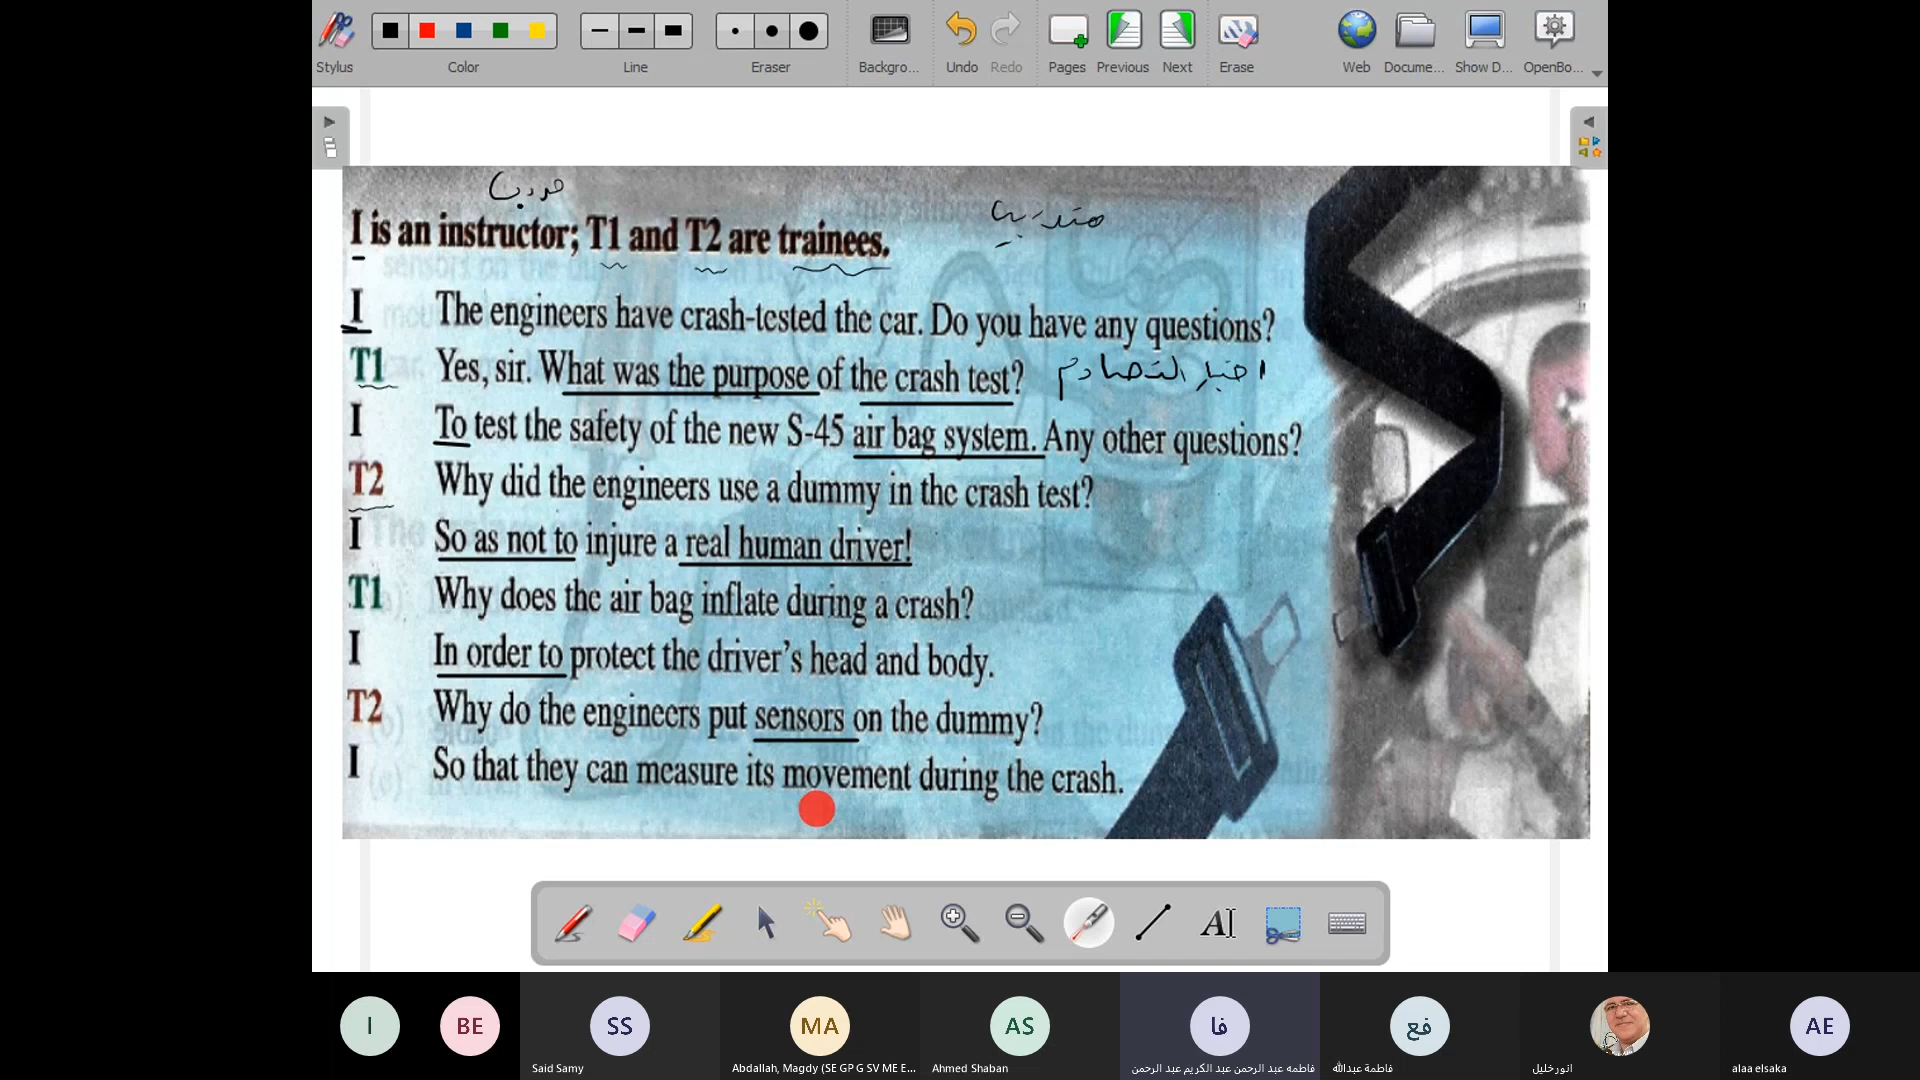 Stylus Color Line Eraser Backgro... Undo Redo Pages Previous Next Erase Web Docume... Show D... OpenBo...
مدرب
متدرب
I is an instructor; T1 and T2 are trainees.
I The engineers have crash-tested the car. Do you have any questions?
T1 Yes, sir. What was the purpose of the crash test? اختبار التصادم
I To test the safety of the new S-45 air bag system. Any other questions?
T2 Why did the engineers use a dummy in the crash test?
I So as not to injure a real human driver!
T1 Why does the air bag inflate during a crash?
I In order to protect the driver's head and body.
T2 Why do the engineers put sensors on the dummy?
I So that they can measure its movement during the crash.
AI
I BE SS MA AS فا فع AE
Said Samy Abdallah, Magdy (SE GP G SV ME E... Ahmed Shaban فاطمه عبد الرحمن عبد الكريم عبد الرحمن فاطمة عبدالله انور خليل alaa elsaka